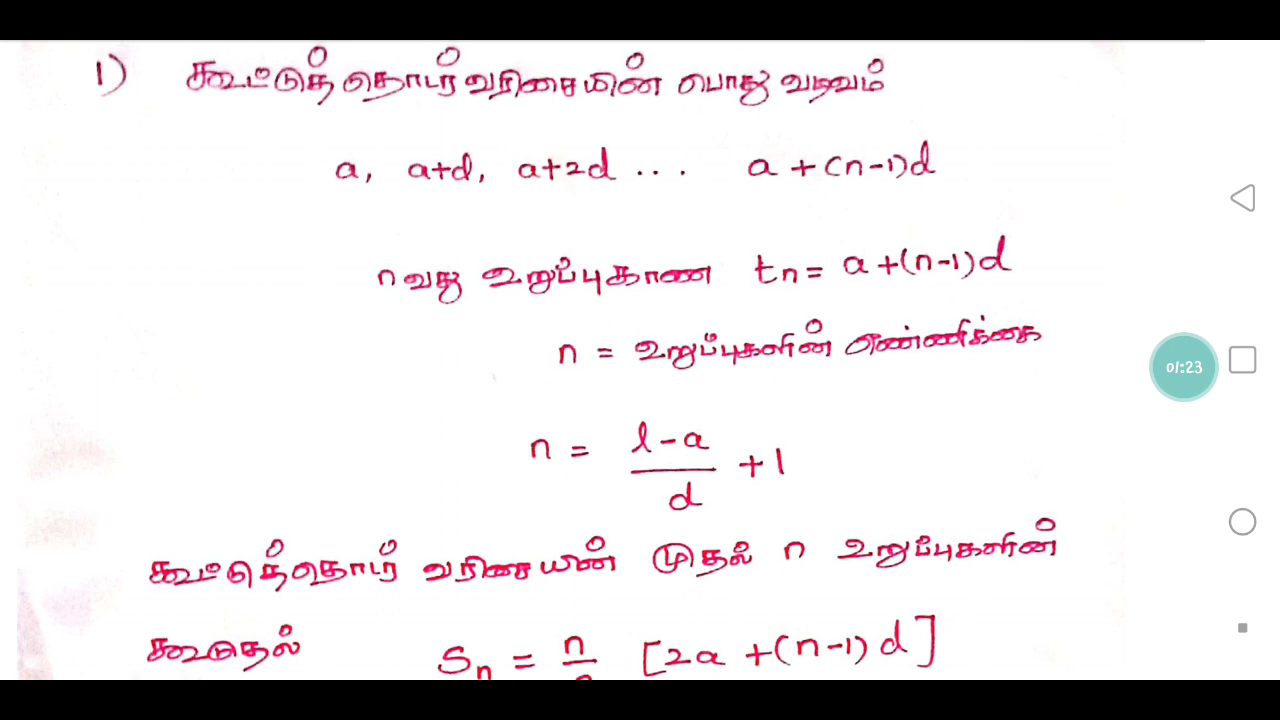 1) கூட்டுத் தொடர் வரிசையின் பொது வடிவம்
a, a+d, a+2d ... a + (n-1)d
n வது உறுப்புகாண tn = a+(n-1)d
n = உறுப்புகளின் எண்ணிக்கை
01:23
n = l-a/d + 1
கூட்டுத்தொடர் வரிசையின் முதல் n உறுப்புகளின்
கூடுதல் Sn = n/ [2a +(n-1)d]